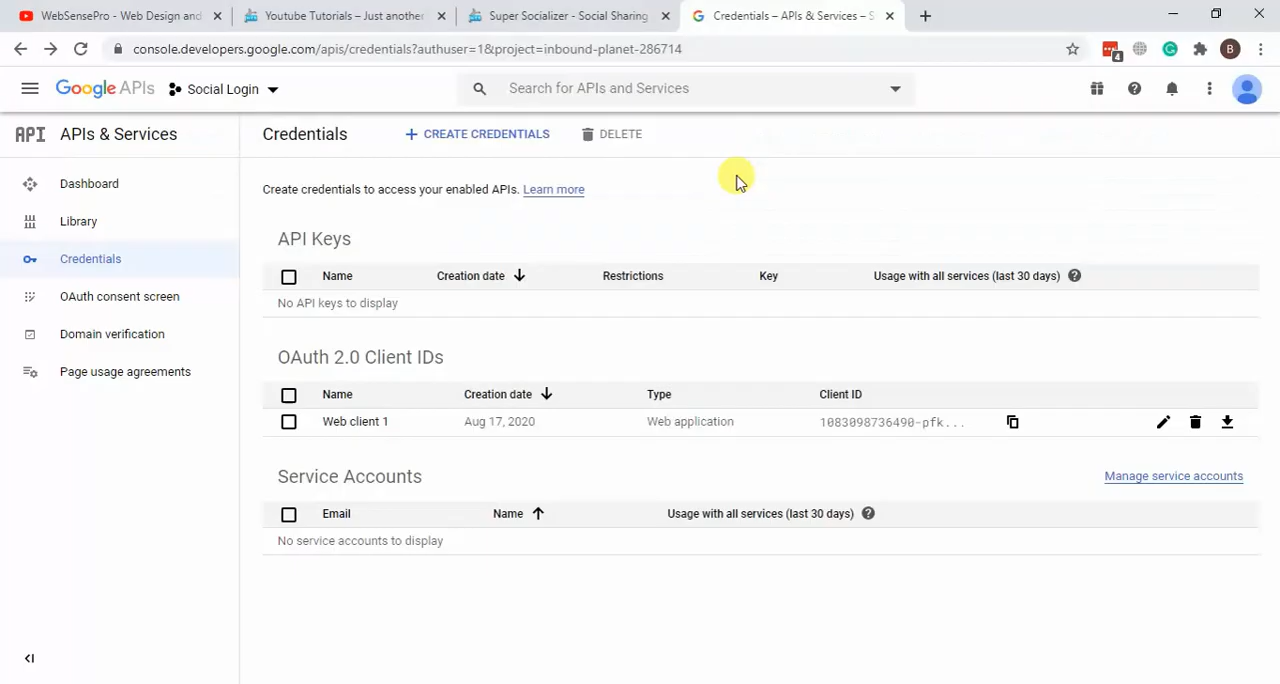 WebSensePro - Web Design and
Youtube Tutorials – Just another
Super Socializer - Social Sharing
Credentials – APIs & Services – S
console.developers.google.com/apis/credentials?authuser=1&project=inbound-planet-286714
4
B
Google APIs
Social Login
Search for APIs and Services
API APIs & Services
Credentials
CREATE CREDENTIALS
DELETE
Dashboard
Library
Credentials
OAuth consent screen
Domain verification
Page usage agreements
Create credentials to access your enabled APIs. Learn more
API Keys
Name Creation date Restrictions Key Usage with all services (last 30 days)
No API keys to display
OAuth 2.0 Client IDs
Name Creation date Type Client ID
Web client 1 Aug 17, 2020 Web application 1083098736490-pfk...
Service Accounts
Manage service accounts
Email Name Usage with all services (last 30 days)
No service accounts to display